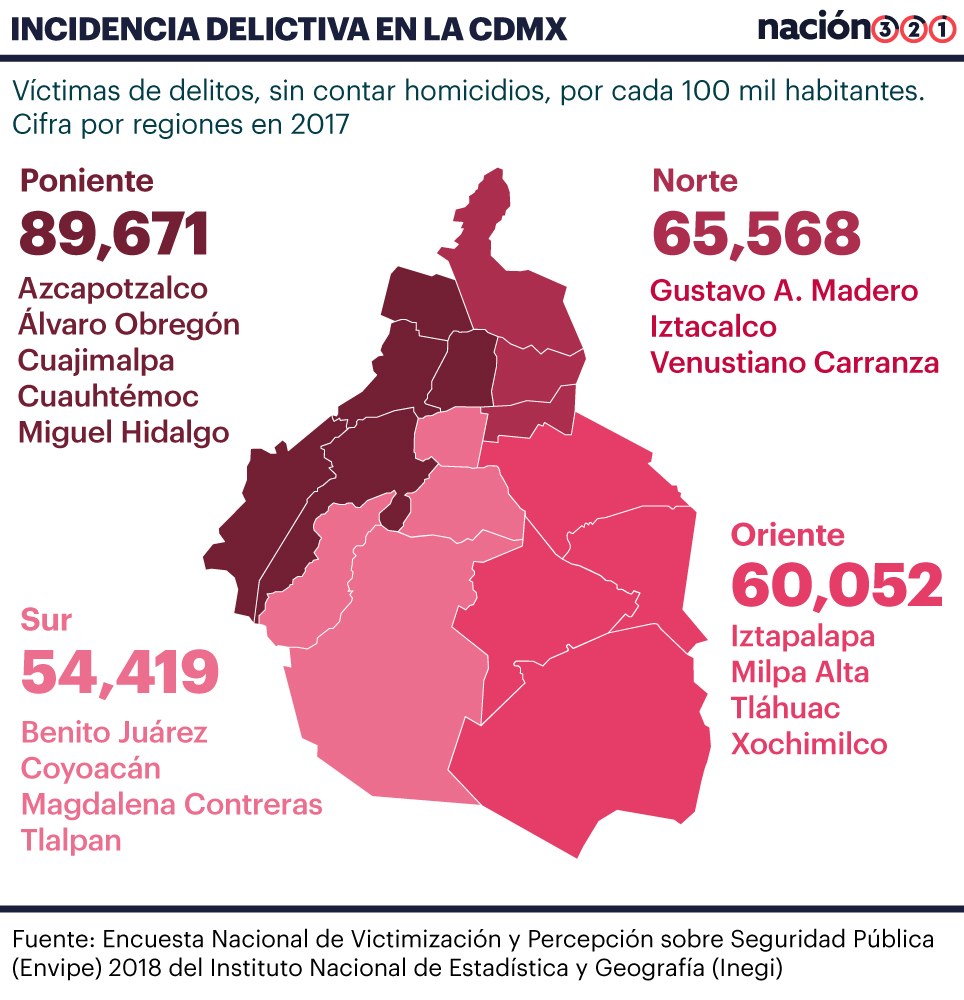 INCIDENCIA DELICTIVA EN LA CDMX
nación321
Víctimas de delitos, sin contar homicidios, por cada 100 mil habitantes.
Cifra por regiones en 2017
Poniente
89,671
Azcapotzalco
Álvaro Obregón
Cuajimalpa
Cuauhtémoc
Miguel Hidalgo
Norte
65,568
Gustavo A. Madero
Iztacalco
Venustiano Carranza
Oriente
60,052
Iztapalapa
Milpa Alta
Tláhuac
Xochimilco
Sur
54,419
Benito Juárez
Coyoacán
Magdalena Contreras
Tlalpan
Fuente: Encuesta Nacional de Victimización y Percepción sobre Seguridad Pública
(Envipe) 2018 del Instituto Nacional de Estadística y Geografía (Inegi)